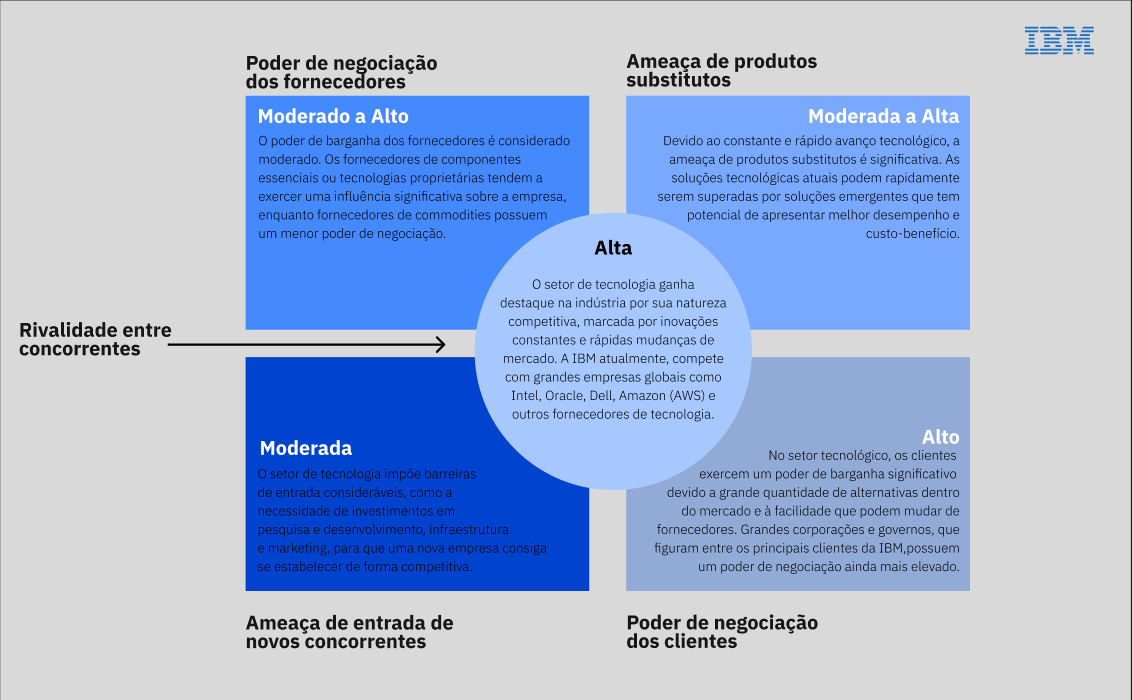 IBM
Poder de negociação
dos fornecedores
Moderado a Alto
O poder de barganha dos fornecedores é considerado
moderado. Os fornecedores de componentes
essenciais ou tecnologias proprietárias tendem a
exercer uma influência significativa sobre a empresa,
enquanto fornecedores de commodities possuem
um menor poder de negociação.
Ameaça de produtos
substitutos
Moderada a Alta
Devido ao constante e rápido avanço tecnológico, a
ameaça de produtos substitutos é significativa. As
soluções tecnológicas atuais podem rapidamente
serem superadas por soluções emergentes que tem
potencial de apresentar melhor desempenho e
custo-benefício.
Rivalidade entre
concorrentes
Alta
O setor de tecnologia ganha
destaque na indústria por sua natureza
competitiva, marcada por inovações
constantes e rápidas mudanças de
mercado. A IBM atualmente, compete
com grandes empresas globais como
Intel, Oracle, Dell, Amazon (AWS) e
outros fornecedores de tecnologia.
Moderada
O setor de tecnologia impõe barreiras
de entrada consideráveis, como a
necessidade de investimentos em
pesquisa e desenvolvimento, infraestrutura
e marketing, para que uma nova empresa consiga
se estabelecer de forma competitiva.
Ameaça de entrada de
novos concorrentes
Alto
No setor tecnológico, os clientes
exercem um poder de barganha significativo
devido a grande quantidade de alternativas dentro
do mercado e à facilidade que podem mudar de
fornecedores. Grandes corporações e governos, que
figuram entre os principais clientes da IBM,possuem
um poder de negociação ainda mais elevado.
Poder de negociação
dos clientes